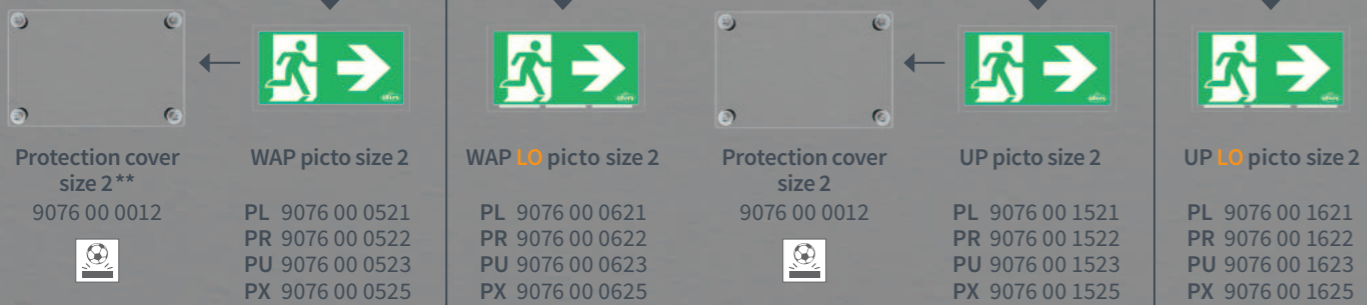 Protection cover
size 2**
9076 00 0012
WAP picto size 2
PL 9076 00 0521
PR 9076 00 0522
PU 9076 00 0523
PX 9076 00 0525
WAP LO picto size 2
PL 9076 00 0621
PR 9076 00 0622
PU 9076 00 0623
PX 9076 00 0625
Protection cover
size 2
9076 00 0012
UP picto size 2
PL 9076 00 1521
PR 9076 00 1522
PU 9076 00 1523
PX 9076 00 1525
UP LO picto size 2
PL 9076 00 1621
PR 9076 00 1622
PU 9076 00 1623
PX 9076 00 1625